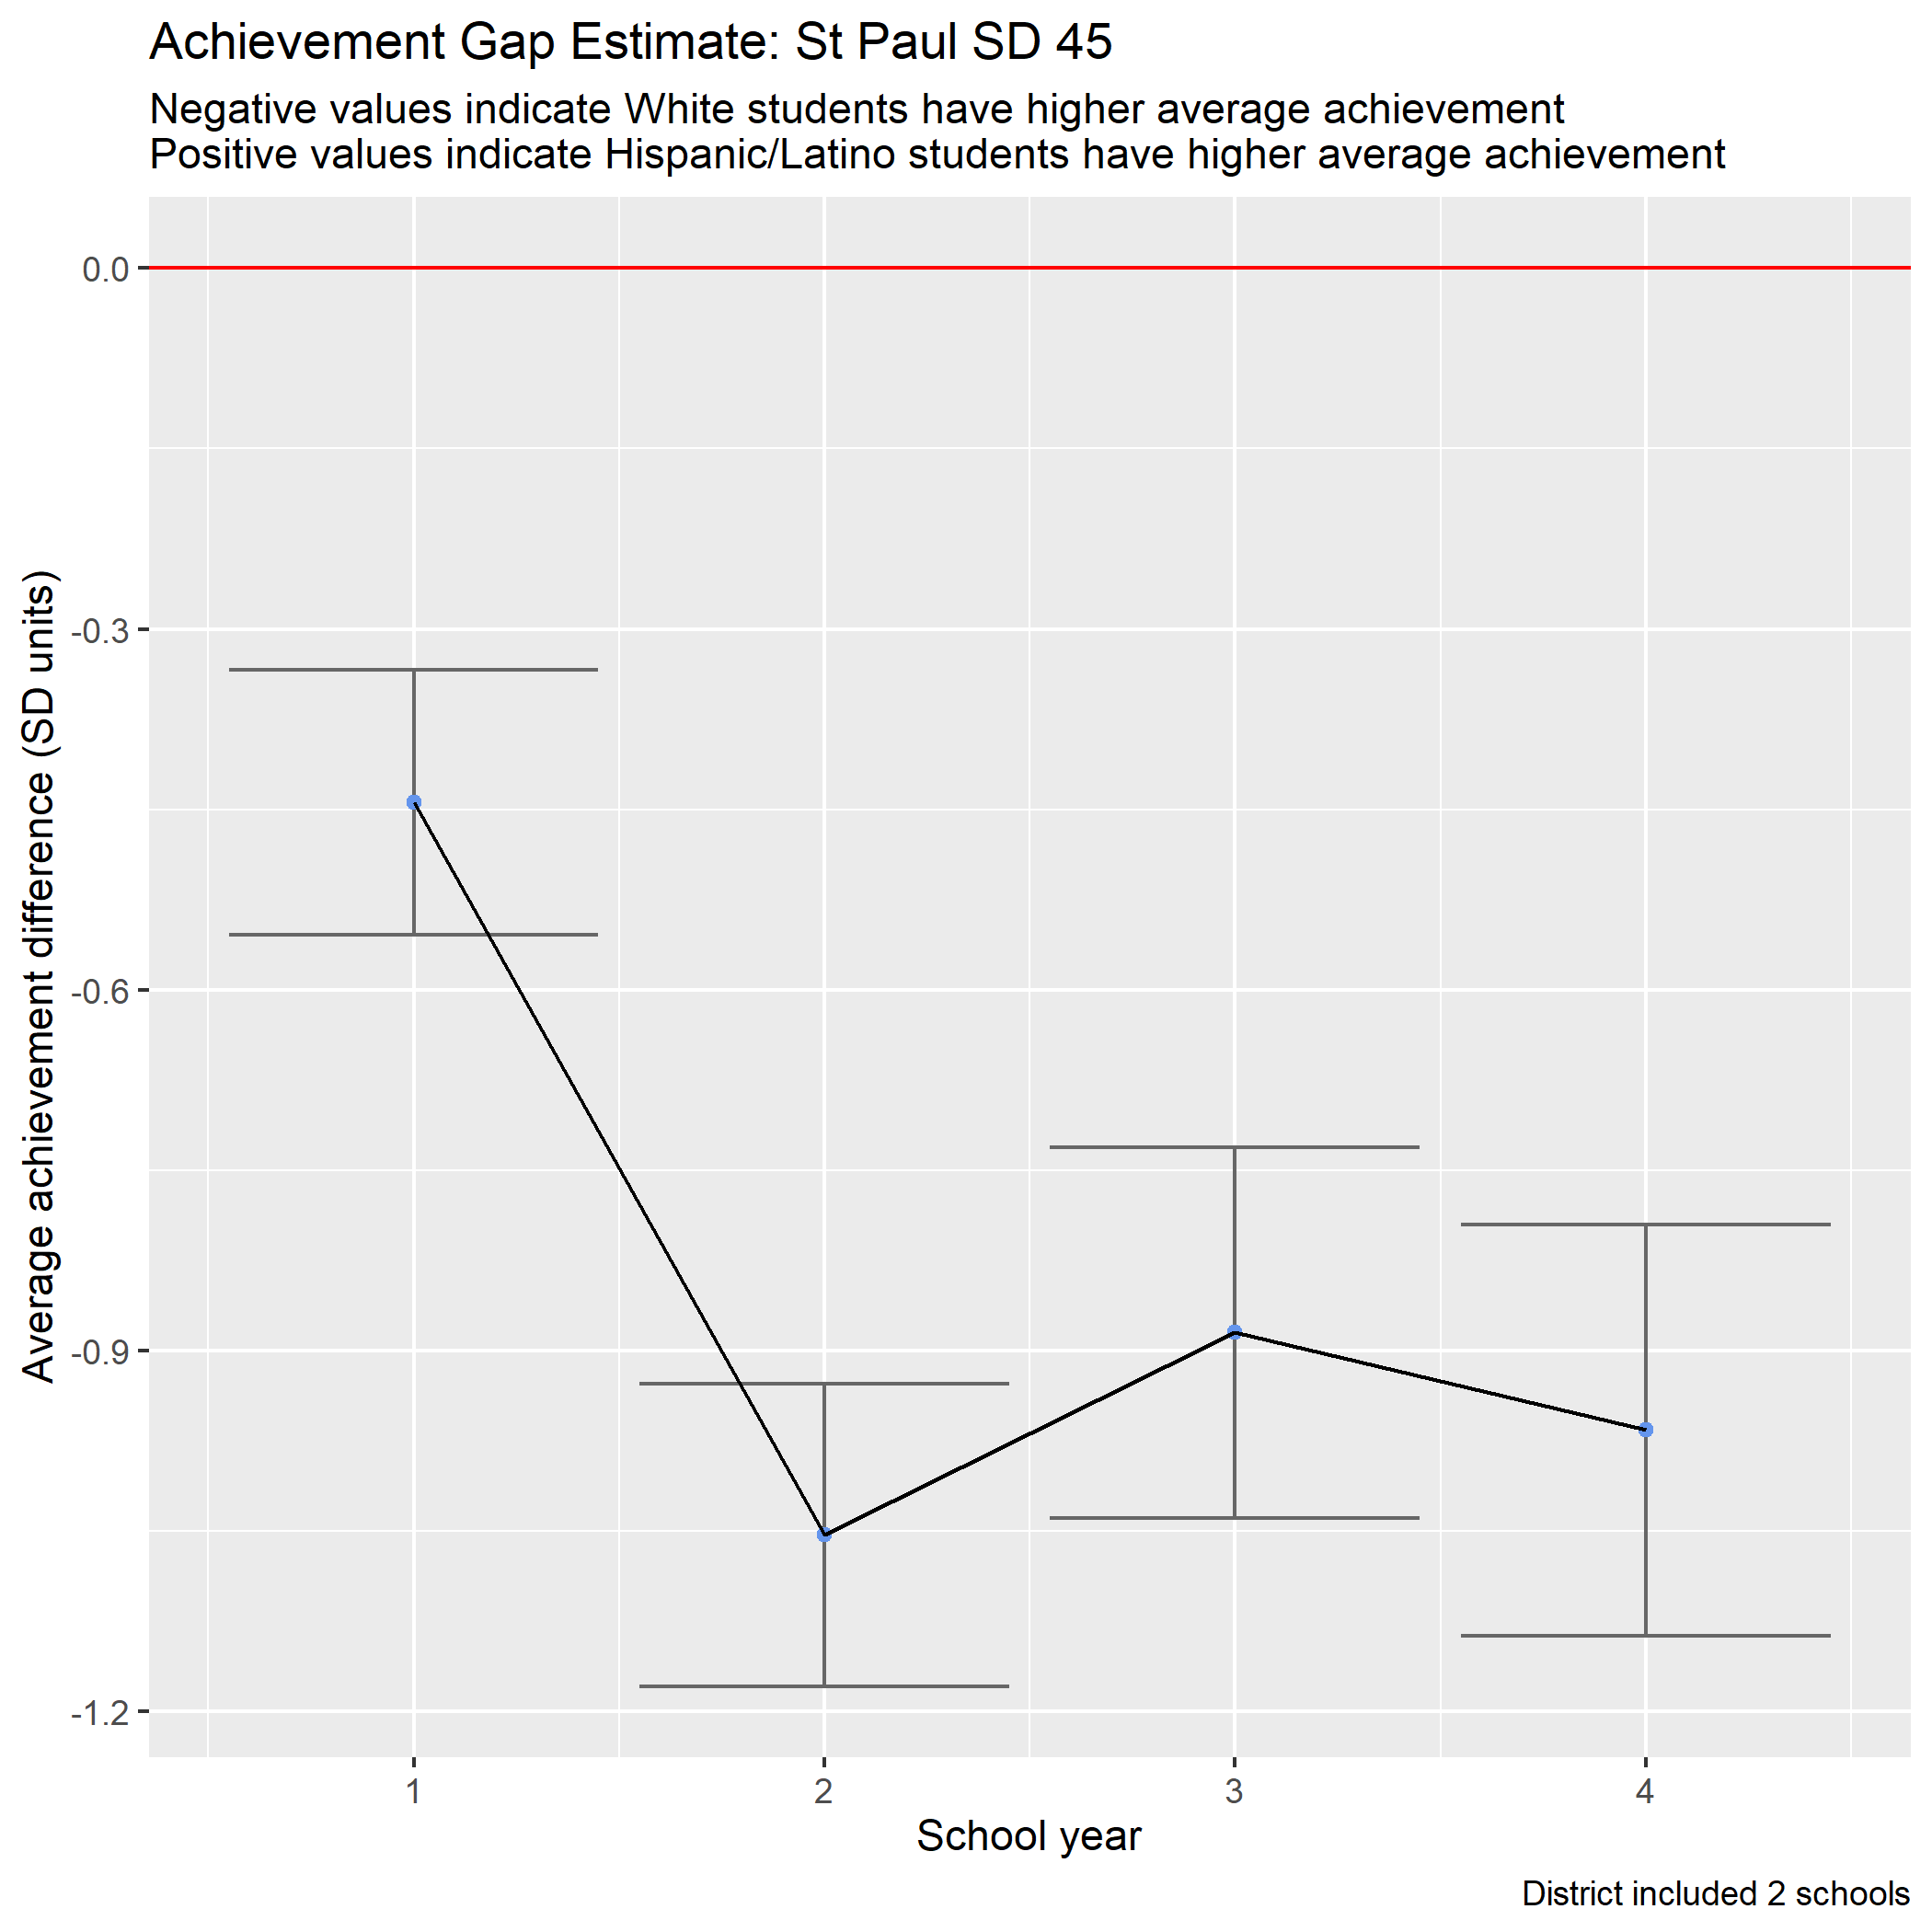 Achievement Gap Estimate: St Paul SD 45
Negative values indicate White students have higher average achievement
Positive values indicate Hispanic/Latino students have higher average achievement
Average achievement difference (SD units)
0.0
-0.3
-0.6
-0.9
-1.2
1 2 3 4
School year
District included 2 schools